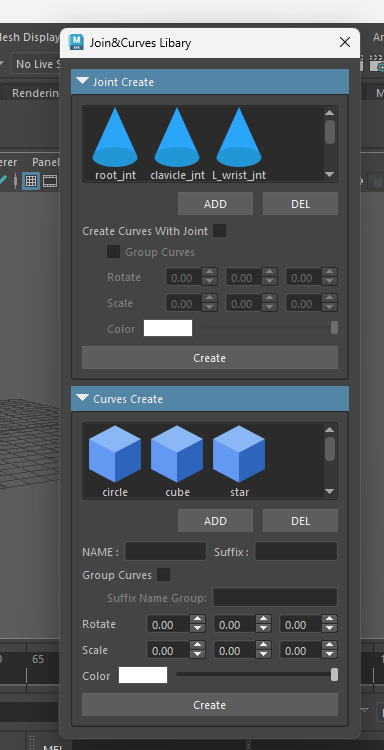 lesh Display
Join&Curves Libary
No Live S
Joint Create
Renderin
M
root_jnt clavicle_jnt L_wrist_jnt
erer Panel
ADD DEL
Create Curves With Joint
Group Curves
Rotate 0.00 0.00 0.00
Scale 0.00 0.00 0.00
Color
Create
Curves Create
circle cube star
ADD DEL
NAME : Suffix :
Group Curves
Suffix Name Group:
Rotate 0.00 0.00 0.00
Scale 0.00 0.00 0.00
65
Color
Create
MEL